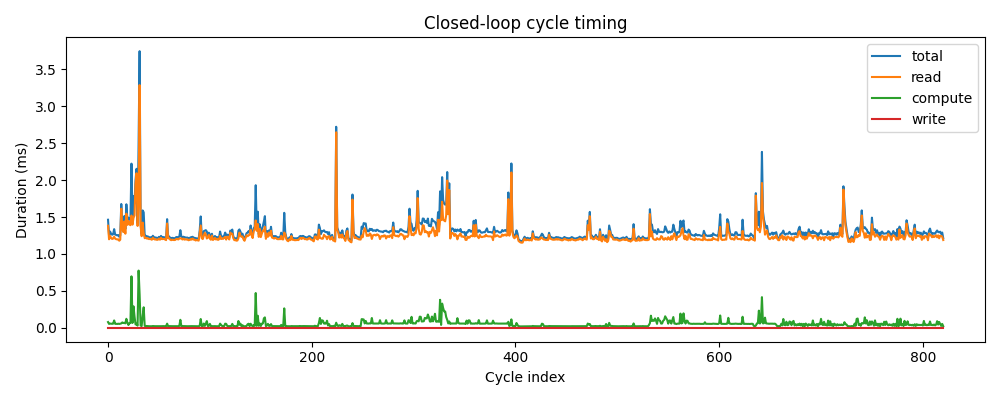 Closed-loop cycle timing
total
read
compute
write
Duration (ms)
3.5
3.0
2.5
2.0
1.5
1.0
0.5
0.0
0
200
400
600
800
Cycle index